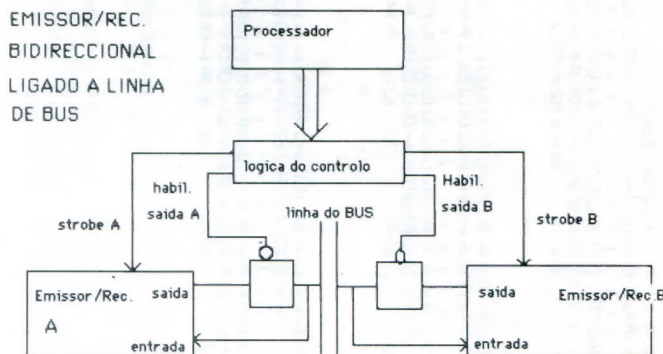 EMISSOR/REC.
BIDIRECCIONAL
LIGADO A LINHA
DE BUS
Processador
logica do controlo
habil.
saida A
Habil.
saida B
linha do BUS
strobe A
strobe B
Emissor/Rec.
A
saida
entrada
saida
Emissor/Rec.B
entrada